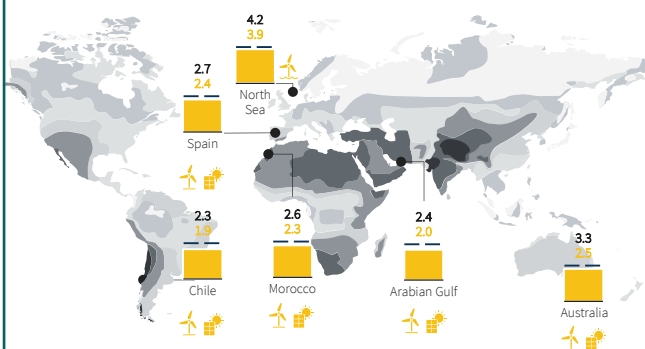 4.2
3.9
North
Sea
2.7
2.4
Spain
2.3
1.9
Chile
2.6
2.3
Morocco
2.4
2.0
Arabian Gulf
3.3
2.5
Australia